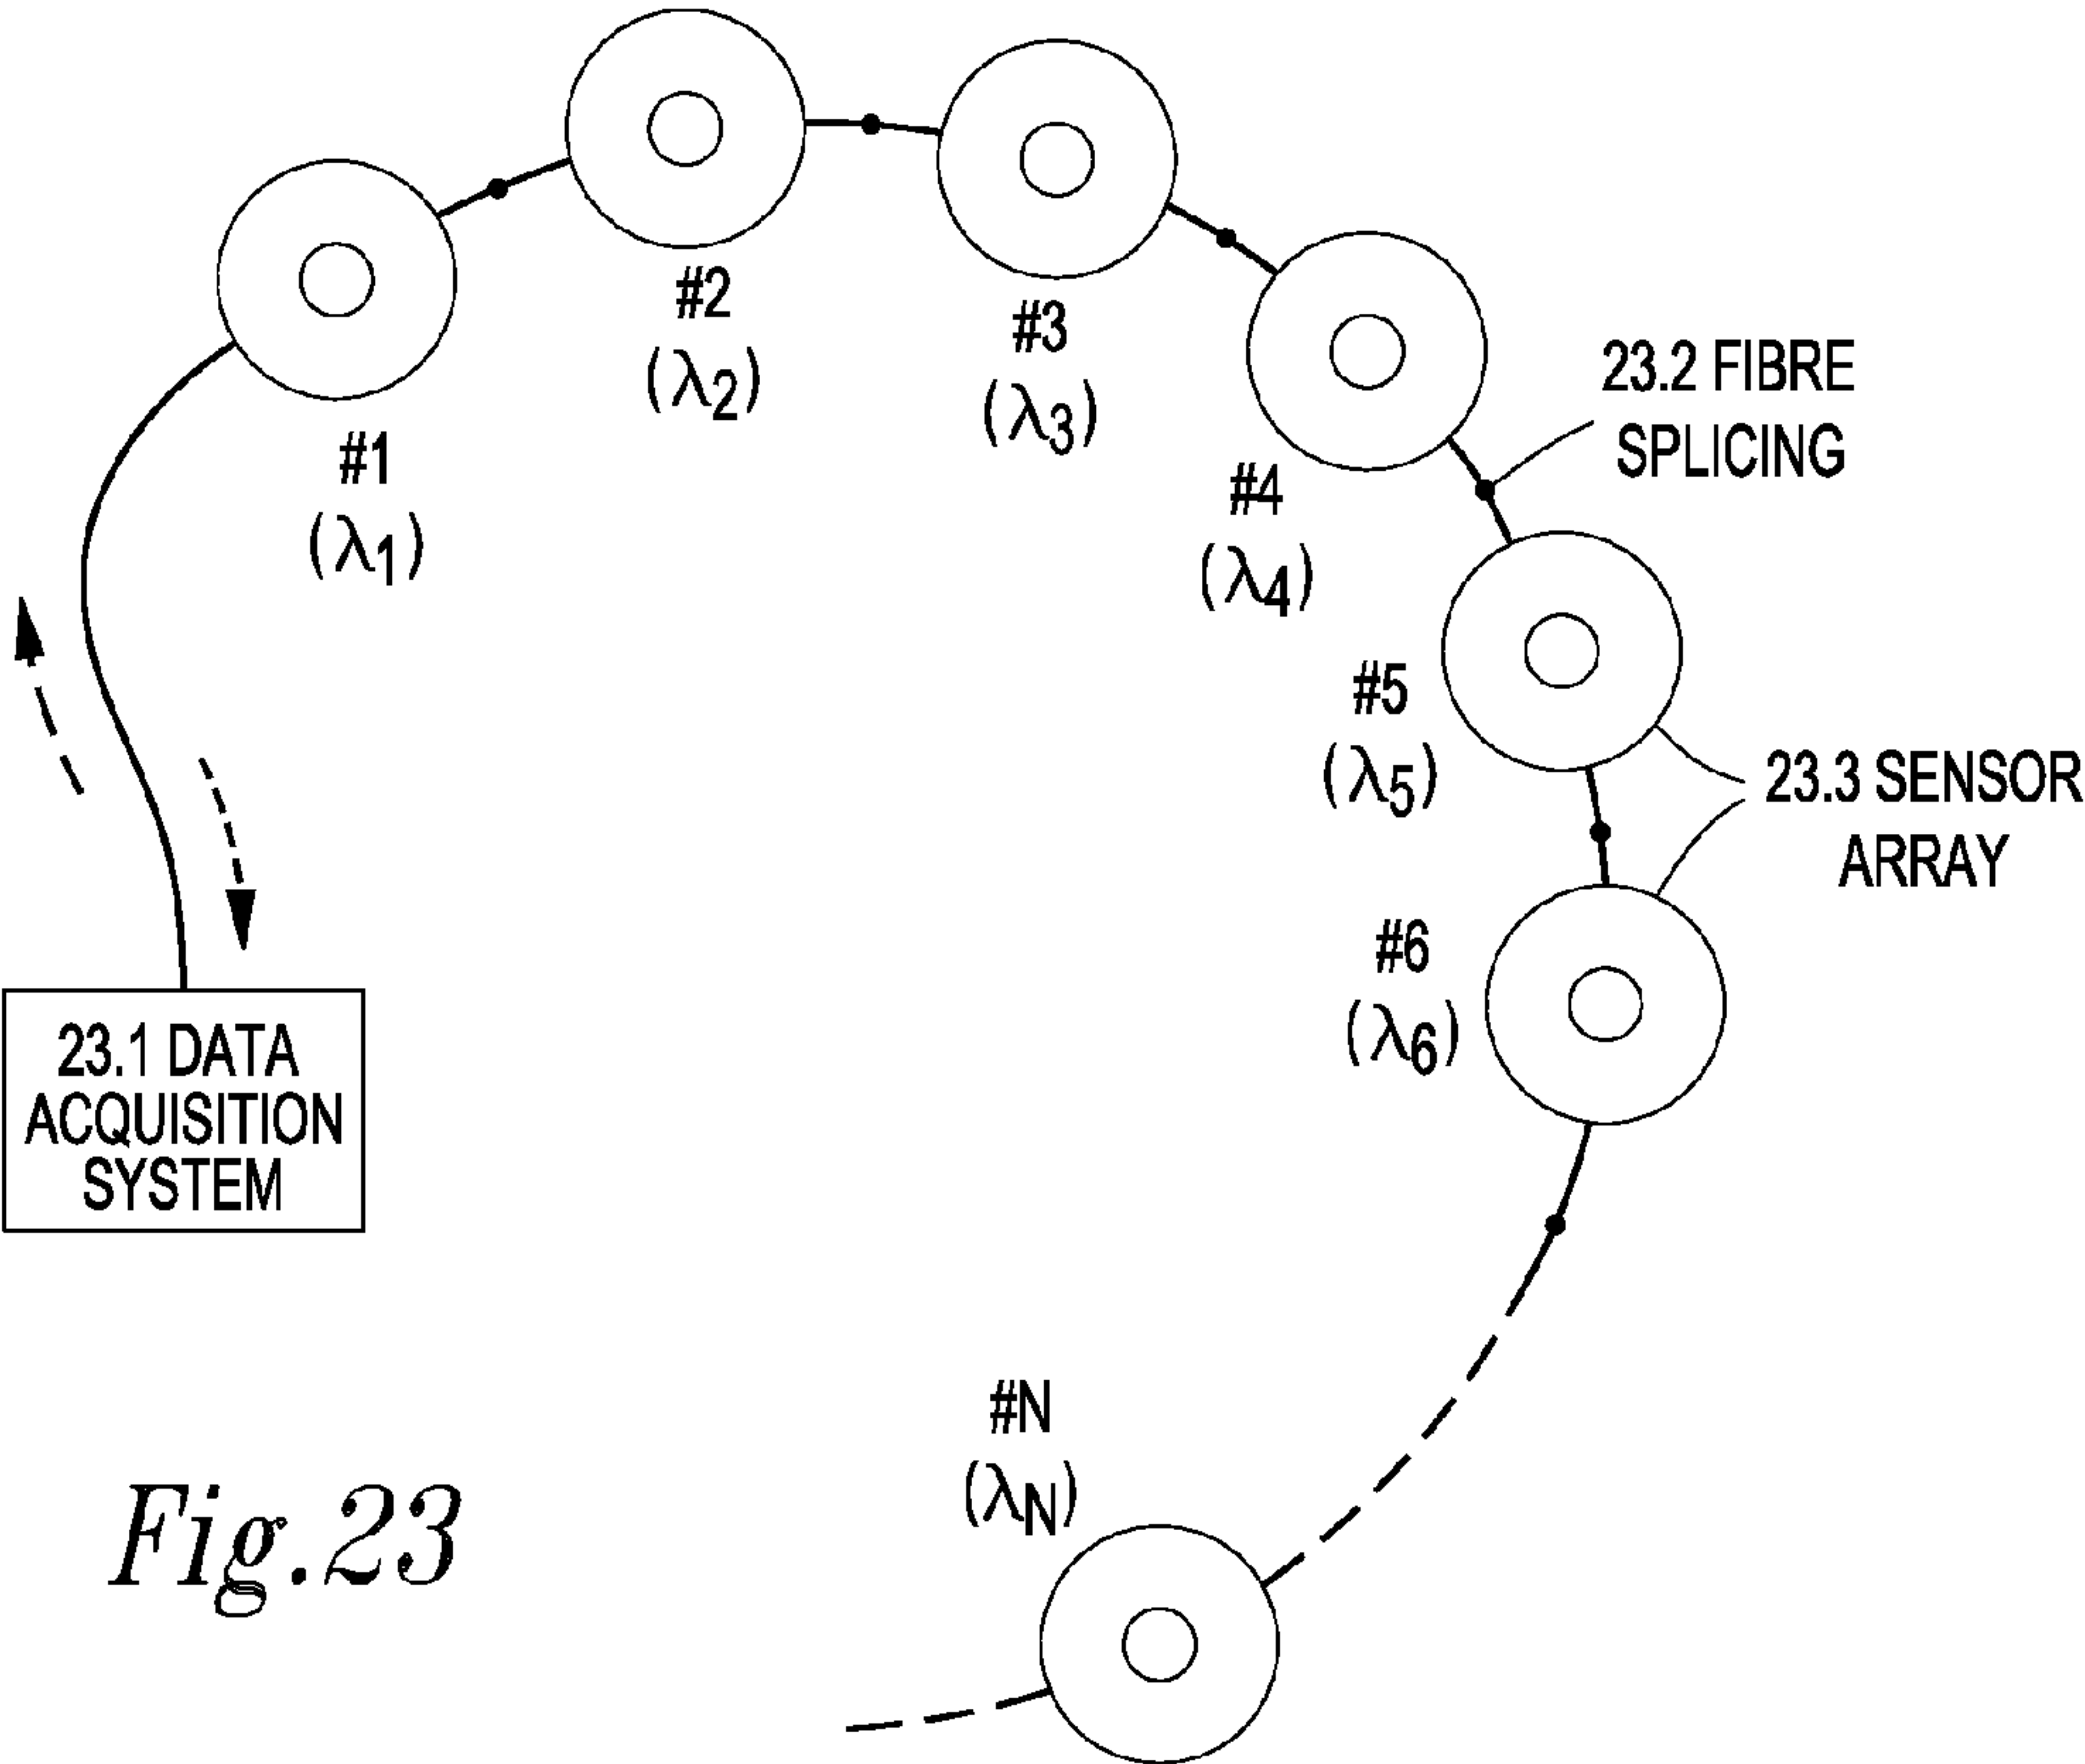 #1
(λ1)
#2
(λ2)
#3
(λ3)
#4
(λ4)
23.2 FIBRE
SPLICING
#5
(λ5)
23.3 SENSOR
ARRAY
#6
(λ6)
23.1 DATA
ACQUISITION
SYSTEM
#N
(λN)
Fig.23